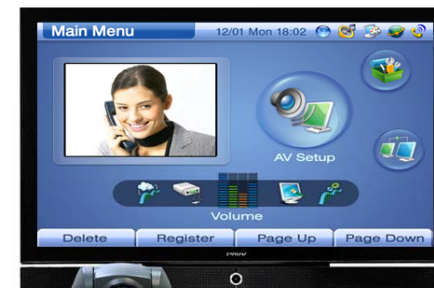 Main Menu 12/01 Mon 18:02
AV Setup
Volume
Delete Register Page Up Page Down